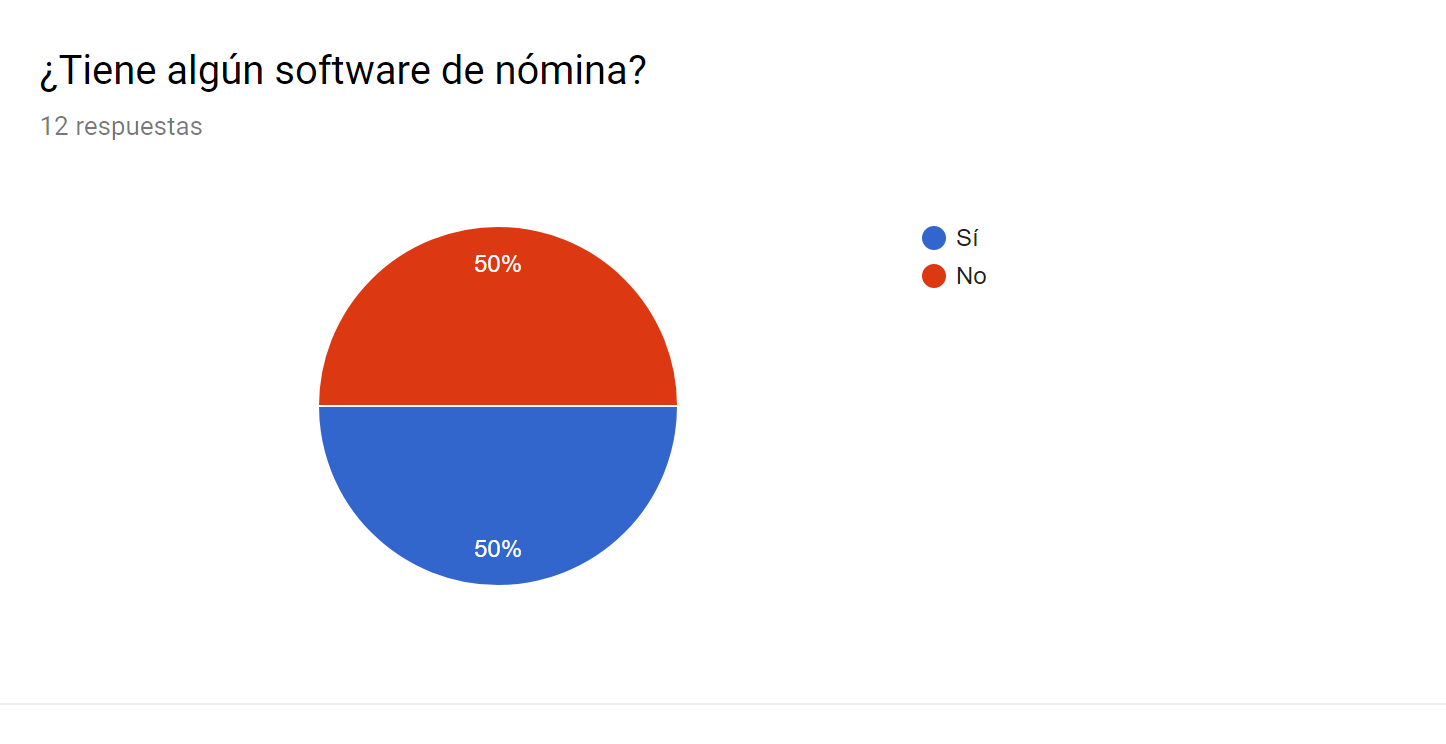 ¿Tiene algún software de nómina?
12 respuestas
50%
50%
Sí
No